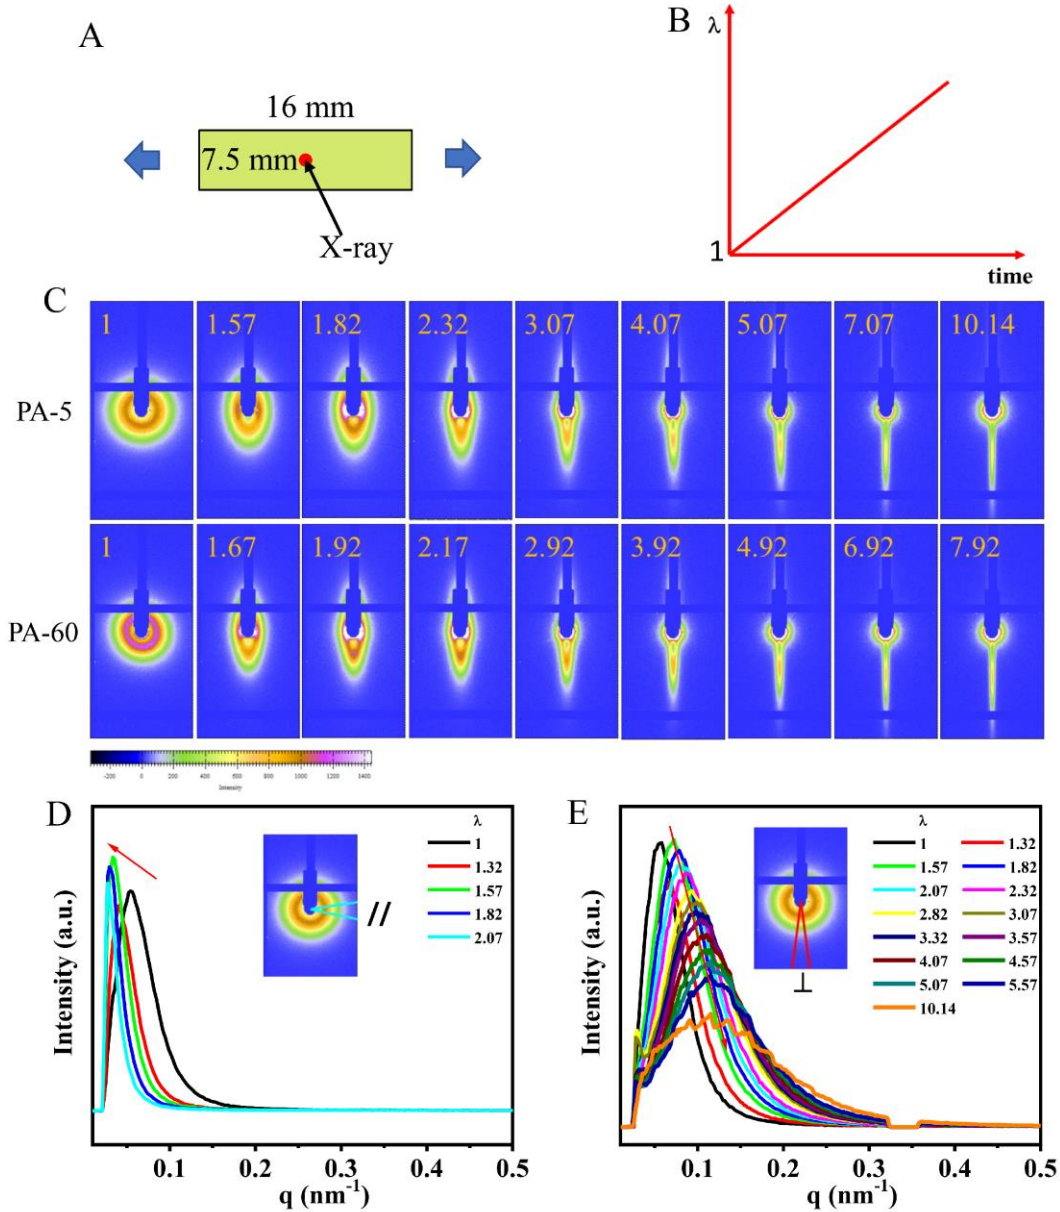 A
16 mm
7.5 mm
X-ray
B
λ
1
time
C
1 1.57 1.82 2.32 3.07 4.07 5.07 7.07 10.14
PA-5
1 1.67 1.92 2.17 2.92 3.92 4.92 6.92 7.92
PA-60
-200 0 200 400 600 800 1000 1200 1400
Intensity
D
λ
1
1.32
1.57
1.82
2.07
//
Intensity (a.u.)
0.1 0.2 0.3 0.4 0.5
q (nm⁻¹)
E
λ
1 1.32
1.57 1.82
2.07 2.32
2.82 3.07
3.32 3.57
4.07 4.57
5.07 5.57
10.14
⊥
Intensity (a.u.)
0.1 0.2 0.3 0.4 0.5
q (nm⁻¹)